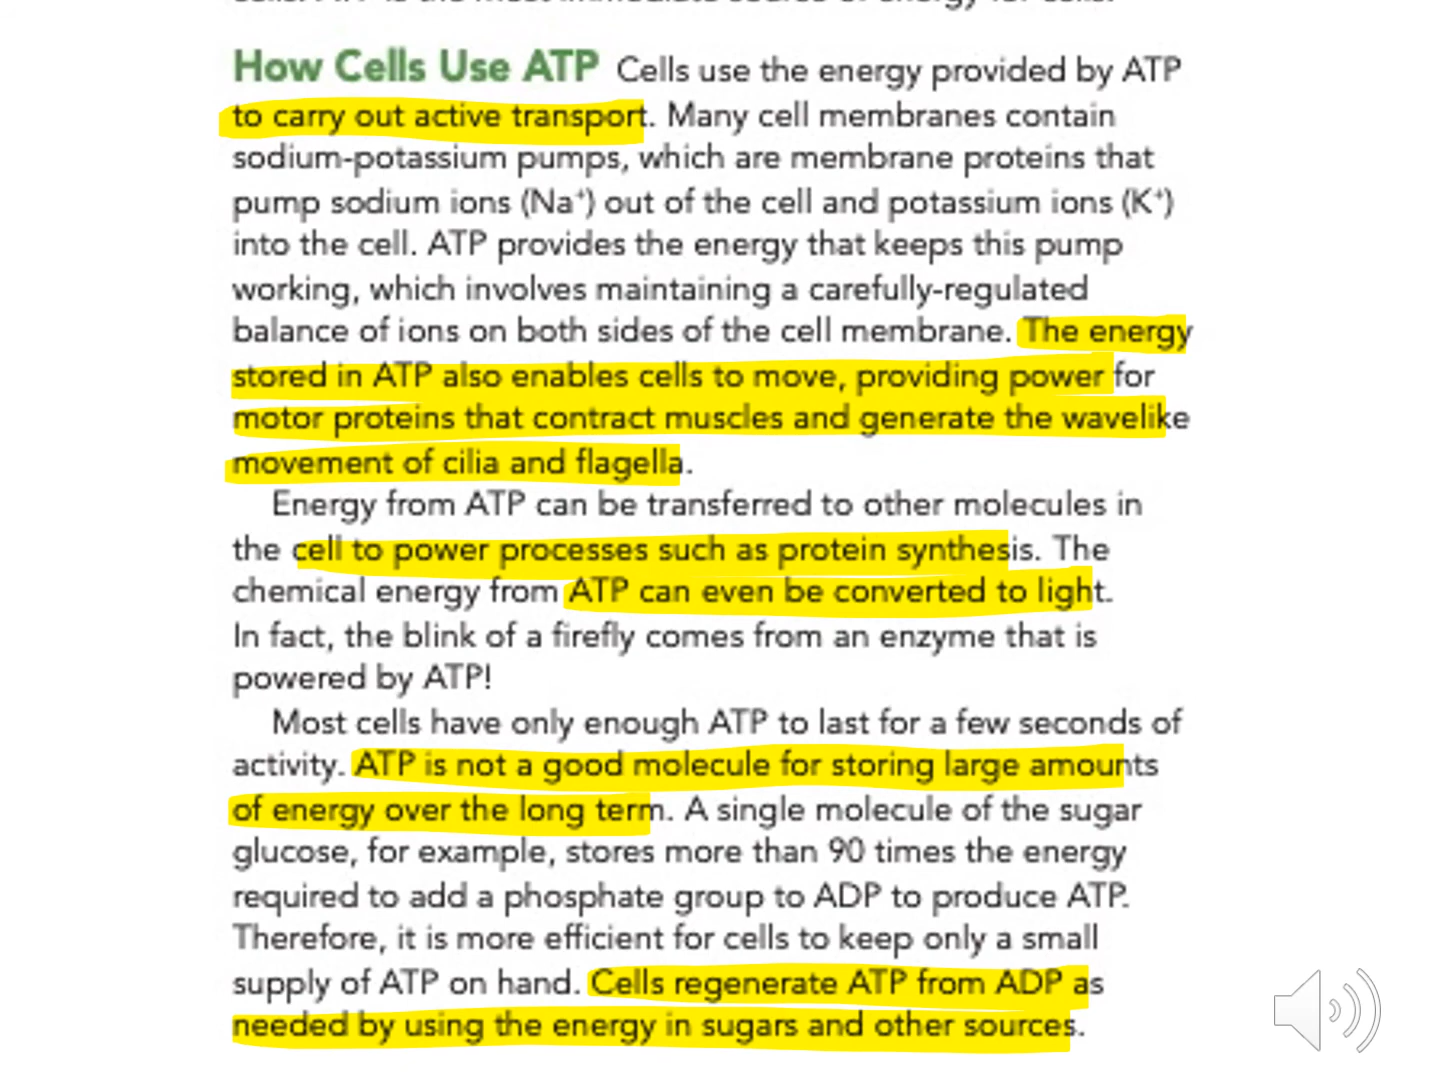 cells. ATP is the most immediate source of energy for cells.
How Cells Use ATP Cells use the energy provided by ATP
to carry out active transport. Many cell membranes contain
sodium-potassium pumps, which are membrane proteins that
pump sodium ions (Na⁺) out of the cell and potassium ions (K⁺)
into the cell. ATP provides the energy that keeps this pump
working, which involves maintaining a carefully-regulated
balance of ions on both sides of the cell membrane. The energy
stored in ATP also enables cells to move, providing power for
motor proteins that contract muscles and generate the wavelike
movement of cilia and flagella.
Energy from ATP can be transferred to other molecules in
the cell to power processes such as protein synthesis. The
chemical energy from ATP can even be converted to light.
In fact, the blink of a firefly comes from an enzyme that is
powered by ATP!
Most cells have only enough ATP to last for a few seconds of
activity. ATP is not a good molecule for storing large amounts
of energy over the long term. A single molecule of the sugar
glucose, for example, stores more than 90 times the energy
required to add a phosphate group to ADP to produce ATP.
Therefore, it is more efficient for cells to keep only a small
supply of ATP on hand. Cells regenerate ATP from ADP as
needed by using the energy in sugars and other sources.